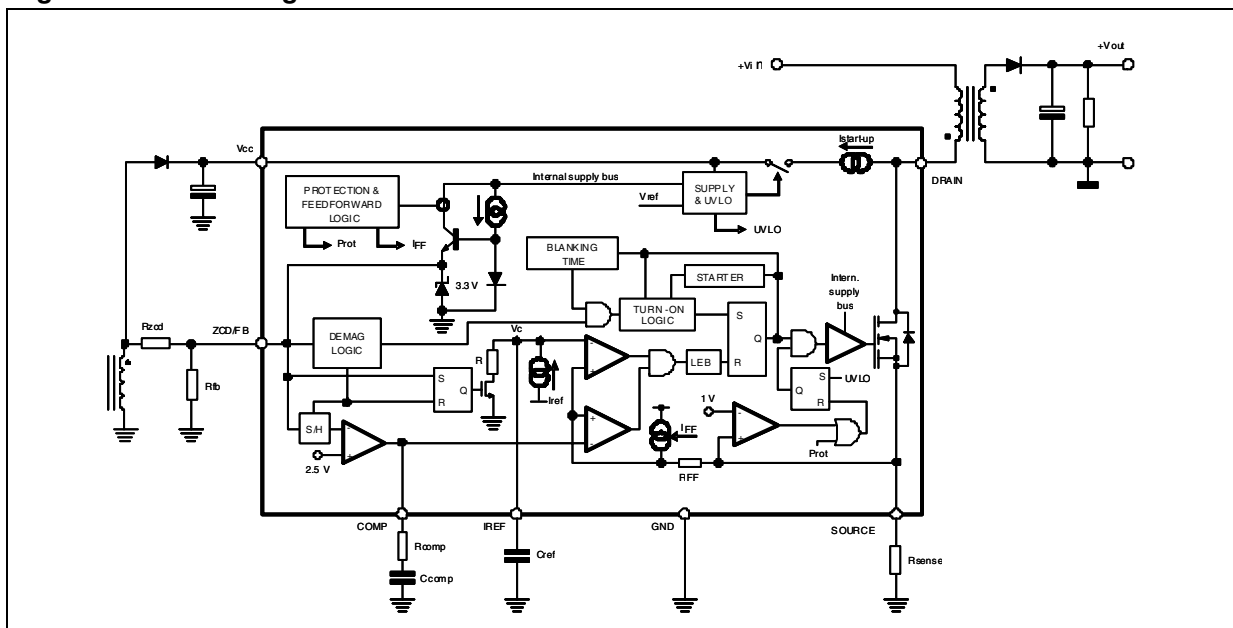 +Vin
+Vout
Vcc
Istart-up
DRAIN
PROTECTION &
FEEDFORWARD
LOGIC
Prot
IFF
Internal supply bus
Vref
SUPPLY
& UVLO
UVLO
3.3 V
BLANKING
TIME
STARTER
TURN-ON
LOGIC
S
R
Q
Intern.
supply
bus
Rzcd
ZCD/FB
Rfb
DEMAG
LOGIC
R
Vc
S
R
Q
Iref
-
+
LEB
S
R
Q
UVLO
S/H
-
+
2.5 V
+
-
IFF
RFF
1 V
-
+
Prot
COMP
IREF
GND
SOURCE
Rcomp
Ccomp
Cref
Rsense